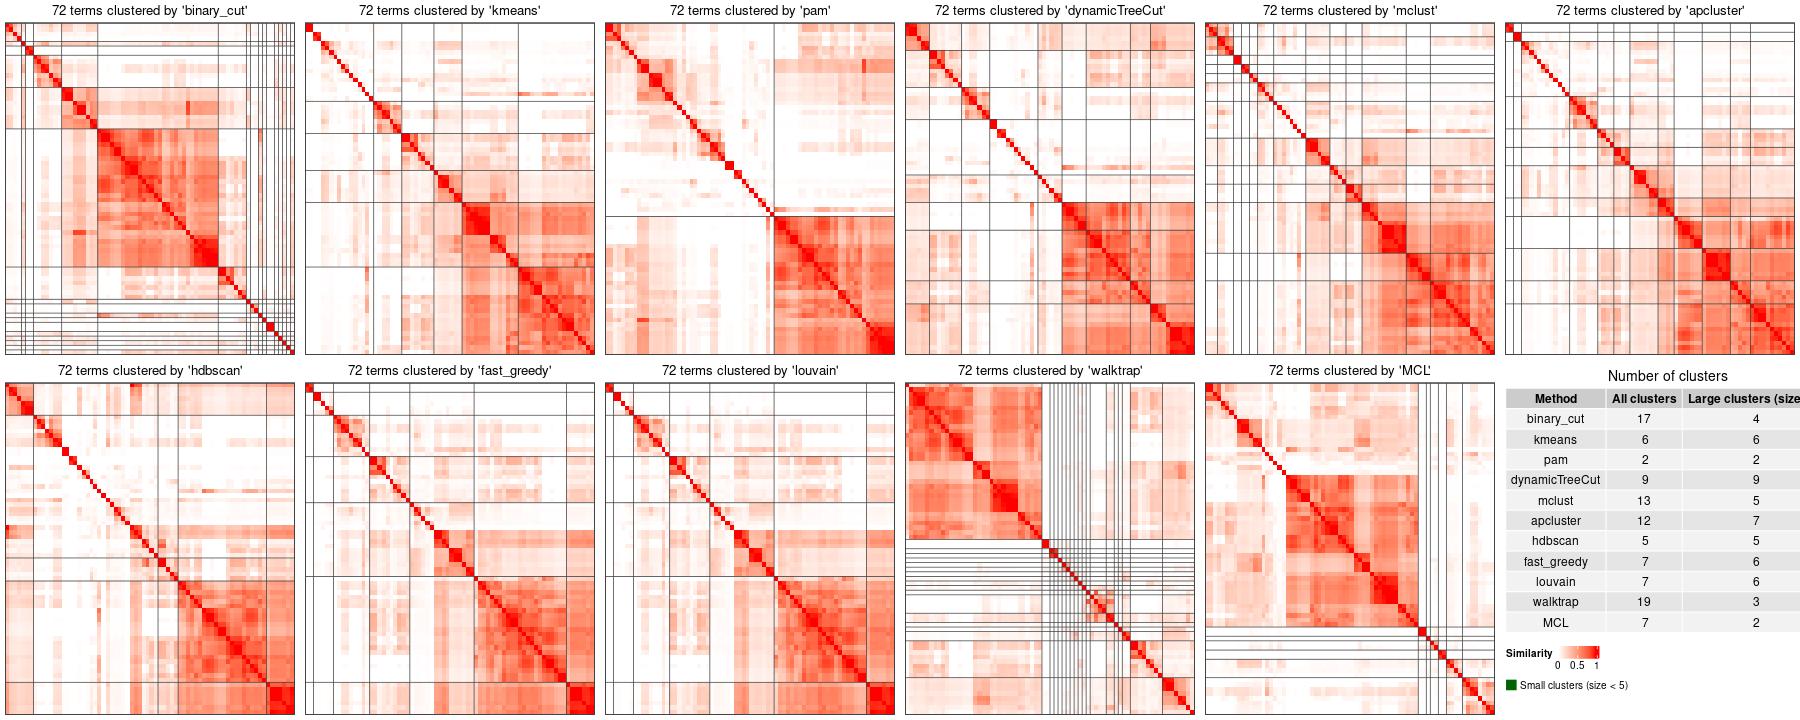 72 terms clustered by 'binary_cut'
72 terms clustered by 'kmeans'
72 terms clustered by 'pam'
72 terms clustered by 'dynamicTreeCut'
72 terms clustered by 'mclust'
72 terms clustered by 'apcluster'
72 terms clustered by 'hdbscan'
72 terms clustered by 'fast_greedy'
72 terms clustered by 'louvain'
72 terms clustered by 'walktrap'
72 terms clustered by 'MCL'
Number of clusters
Method All clusters Large clusters (size
binary_cut 17 4
kmeans 6 6
pam 2 2
dynamicTreeCut 9 9
mclust 13 5
apcluster 12 7
hdbscan 5 5
fast_greedy 7 6
louvain 7 6
walktrap 19 3
MCL 7 2
Similarity
0 0.5 1
Small clusters (size < 5)